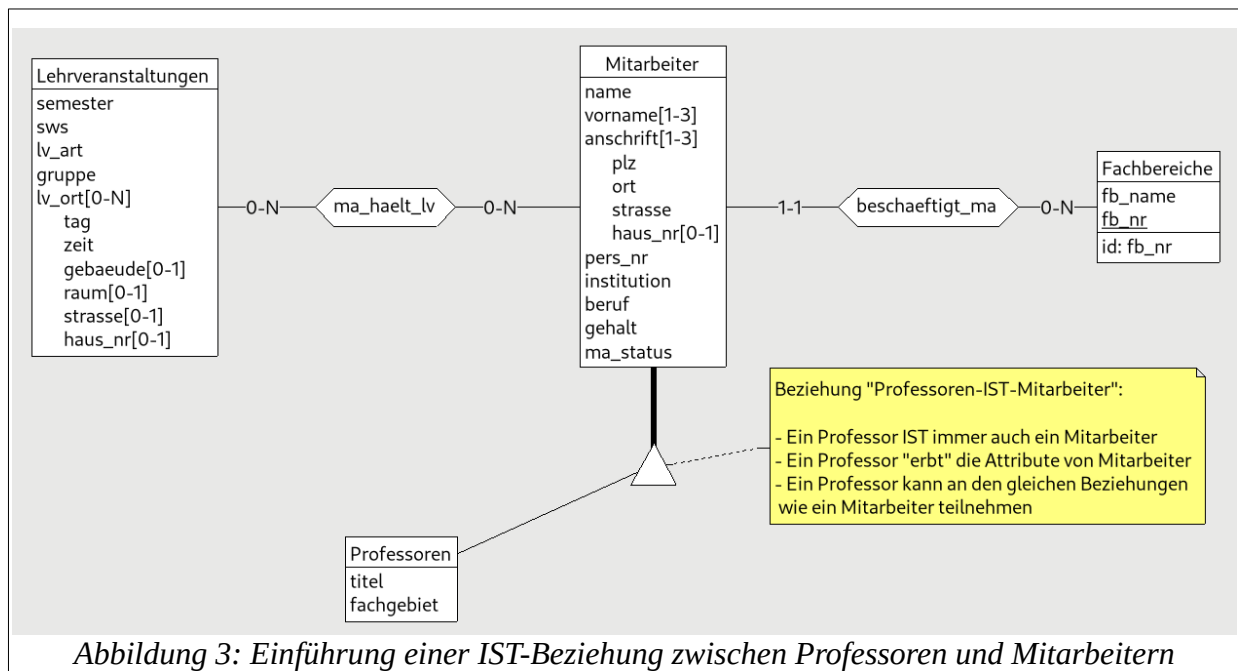 Lehrveranstaltungen
semester
sws
lv_art
gruppe
lv_ort[0-N]
tag
zeit
gebaeude[0-1]
raum[0-1]
strasse[0-1]
haus_nr[0-1]
0-N
ma_haelt_lv
0-N
Mitarbeiter
name
vorname[1-3]
anschrift[1-3]
plz
ort
strasse
haus_nr[0-1]
pers_nr
institution
beruf
gehalt
ma_status
1-1
beschaeftigt_ma
0-N
Fachbereiche
fb_name
fb_nr
id: fb_nr
Beziehung "Professoren-IST-Mitarbeiter":
- Ein Professor IST immer auch ein Mitarbeiter
- Ein Professor "erbt" die Attribute von Mitarbeiter
- Ein Professor kann an den gleichen Beziehungen
wie ein Mitarbeiter teilnehmen
Professoren
titel
fachgebiet
Abbildung 3: Einführung einer IST-Beziehung zwischen Professoren und Mitarbeitern